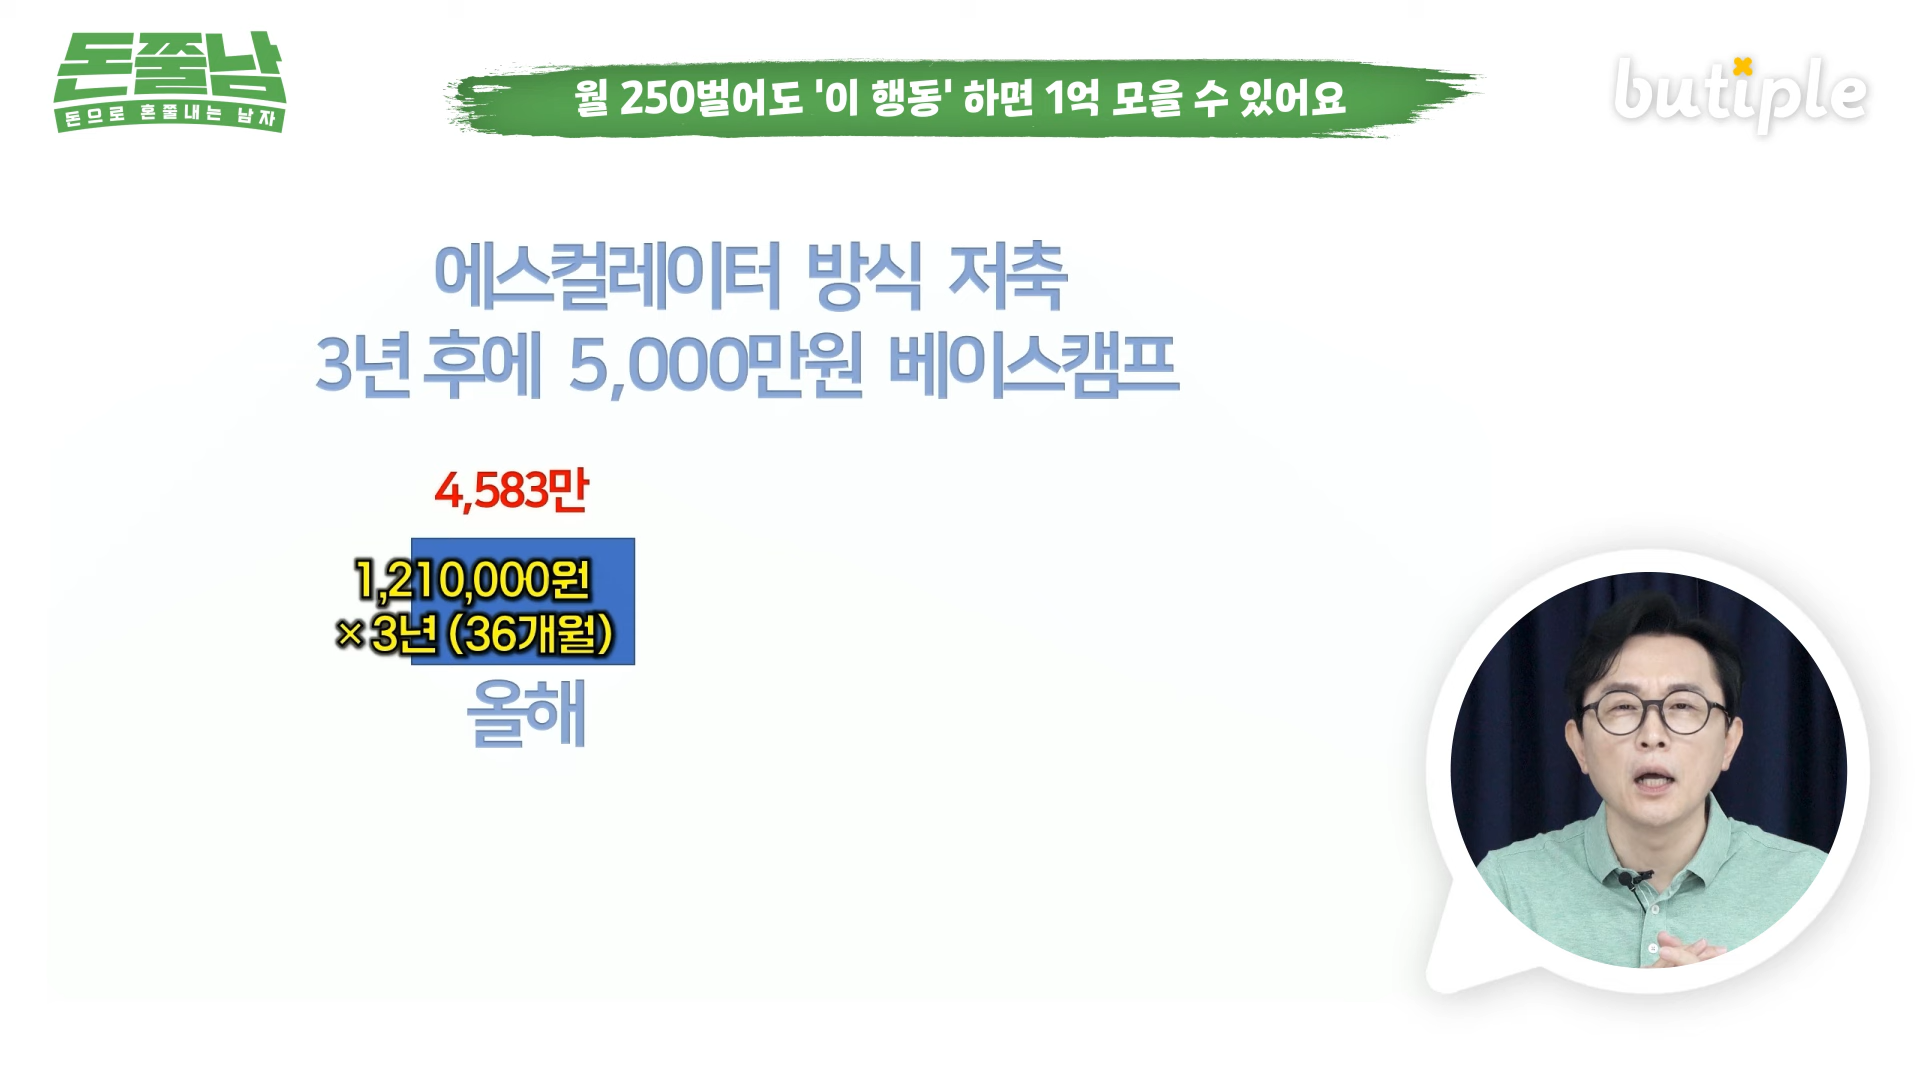 돈쭐남
돈므로 혼쭐내는 남자
월 250벌어도 '이 행동' 하면 1억 모을 수 있어요
butiple
에스컬레이터 방식 저축
3년 후에 5,000만원 베이스캠프
4,583만
1,210,000원
× 3년 (36개월)
올해